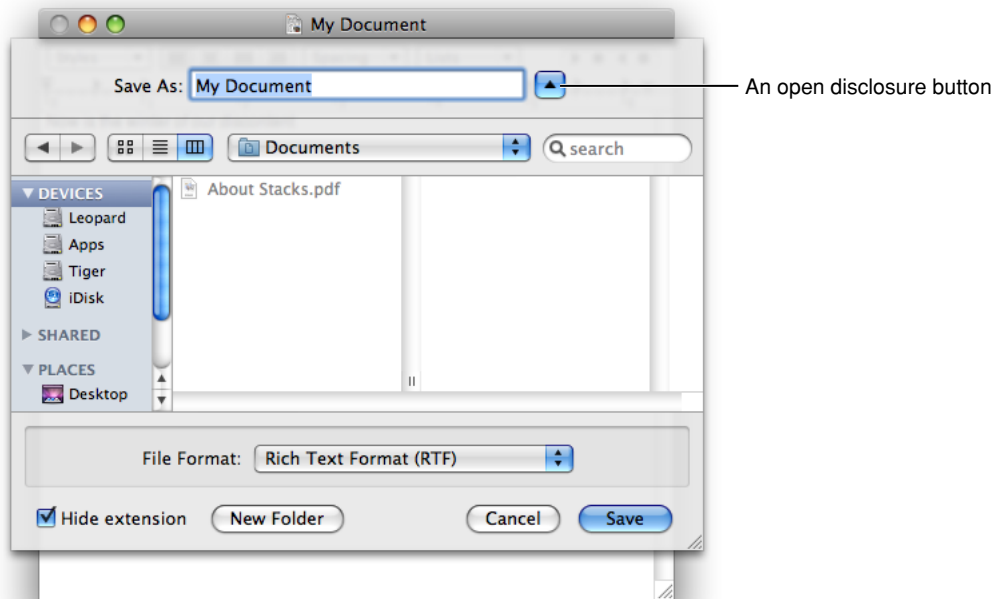 My Document
Save As: My Document
An open disclosure button
Documents
search
DEVICES
About Stacks.pdf
Leopard
Apps
Tiger
iDisk
SHARED
PLACES
Desktop
File Format: Rich Text Format (RTF)
Hide extension
New Folder
Cancel
Save